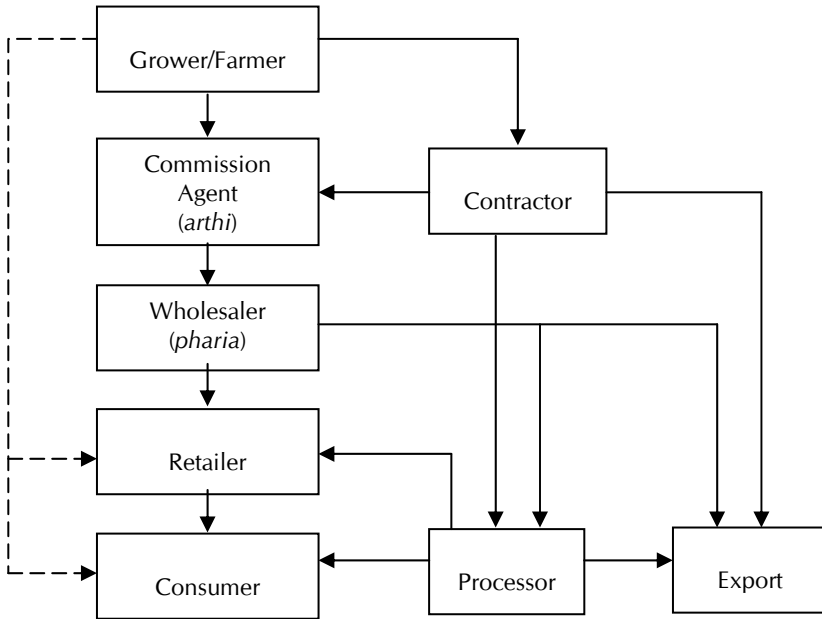 Grower/Farmer
Commission
Agent
(arthi)
Contractor
Wholesaler
(pharia)
Retailer
Consumer
Processor
Export